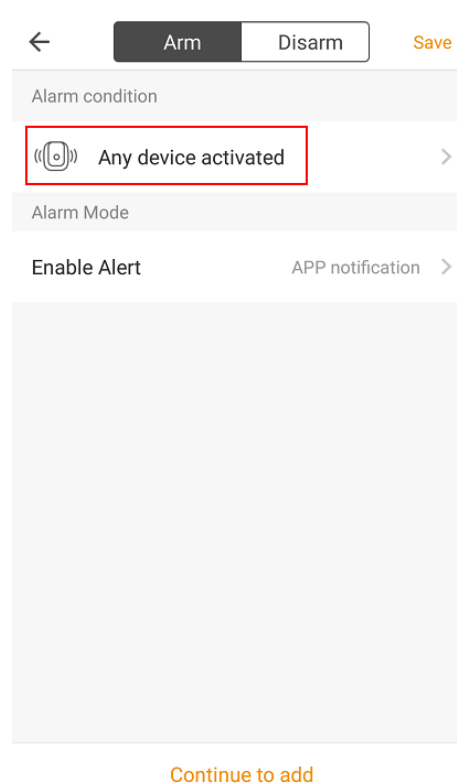 Arm Disarm Save
Alarm condition
Any device activated
Alarm Mode
Enable Alert APP notification
Continue to add